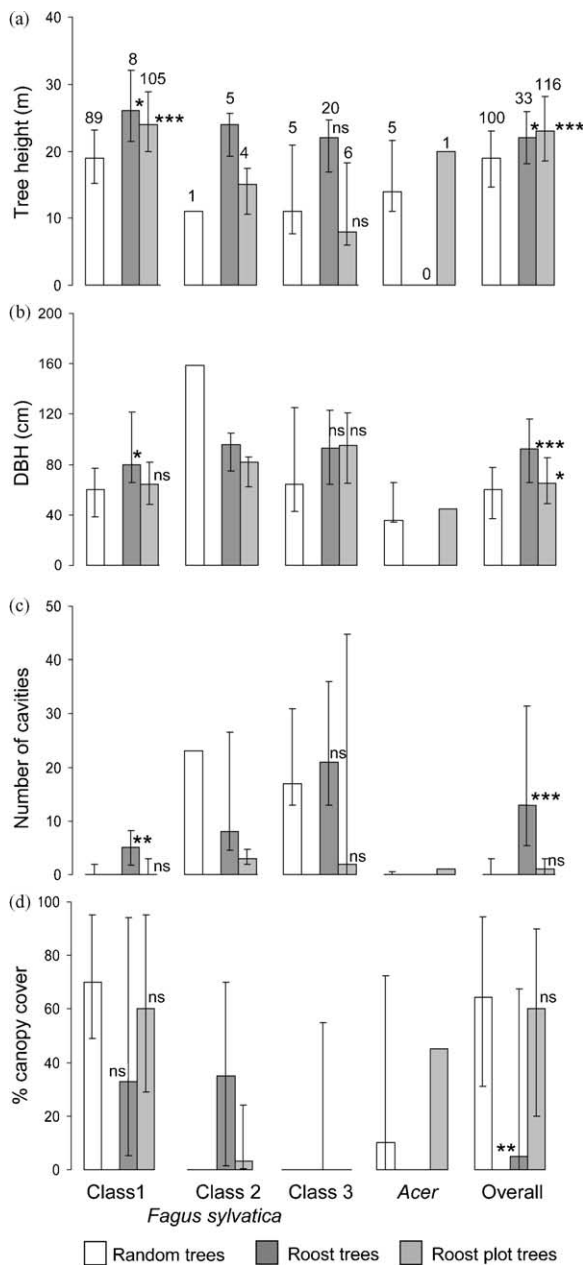 (a)
Tree height (m)
40
30
20
10
0
89
8
*
105
***
1
5
4
5
20
ns
6
ns
5
0
1
100
33
*
116
***
(b)
DBH (cm)
200
160
120
80
40
0
*
ns
ns
ns
***
*
(c)
Number of cavities
50
40
30
20
10
0
**
ns
ns
ns
***
ns
(d)
% canopy cover
100
80
60
40
20
0
ns
ns
**
ns
Class1
Class 2
Class 3
Acer
Overall
Fagus sylvatica
Random trees
Roost trees
Roost plot trees